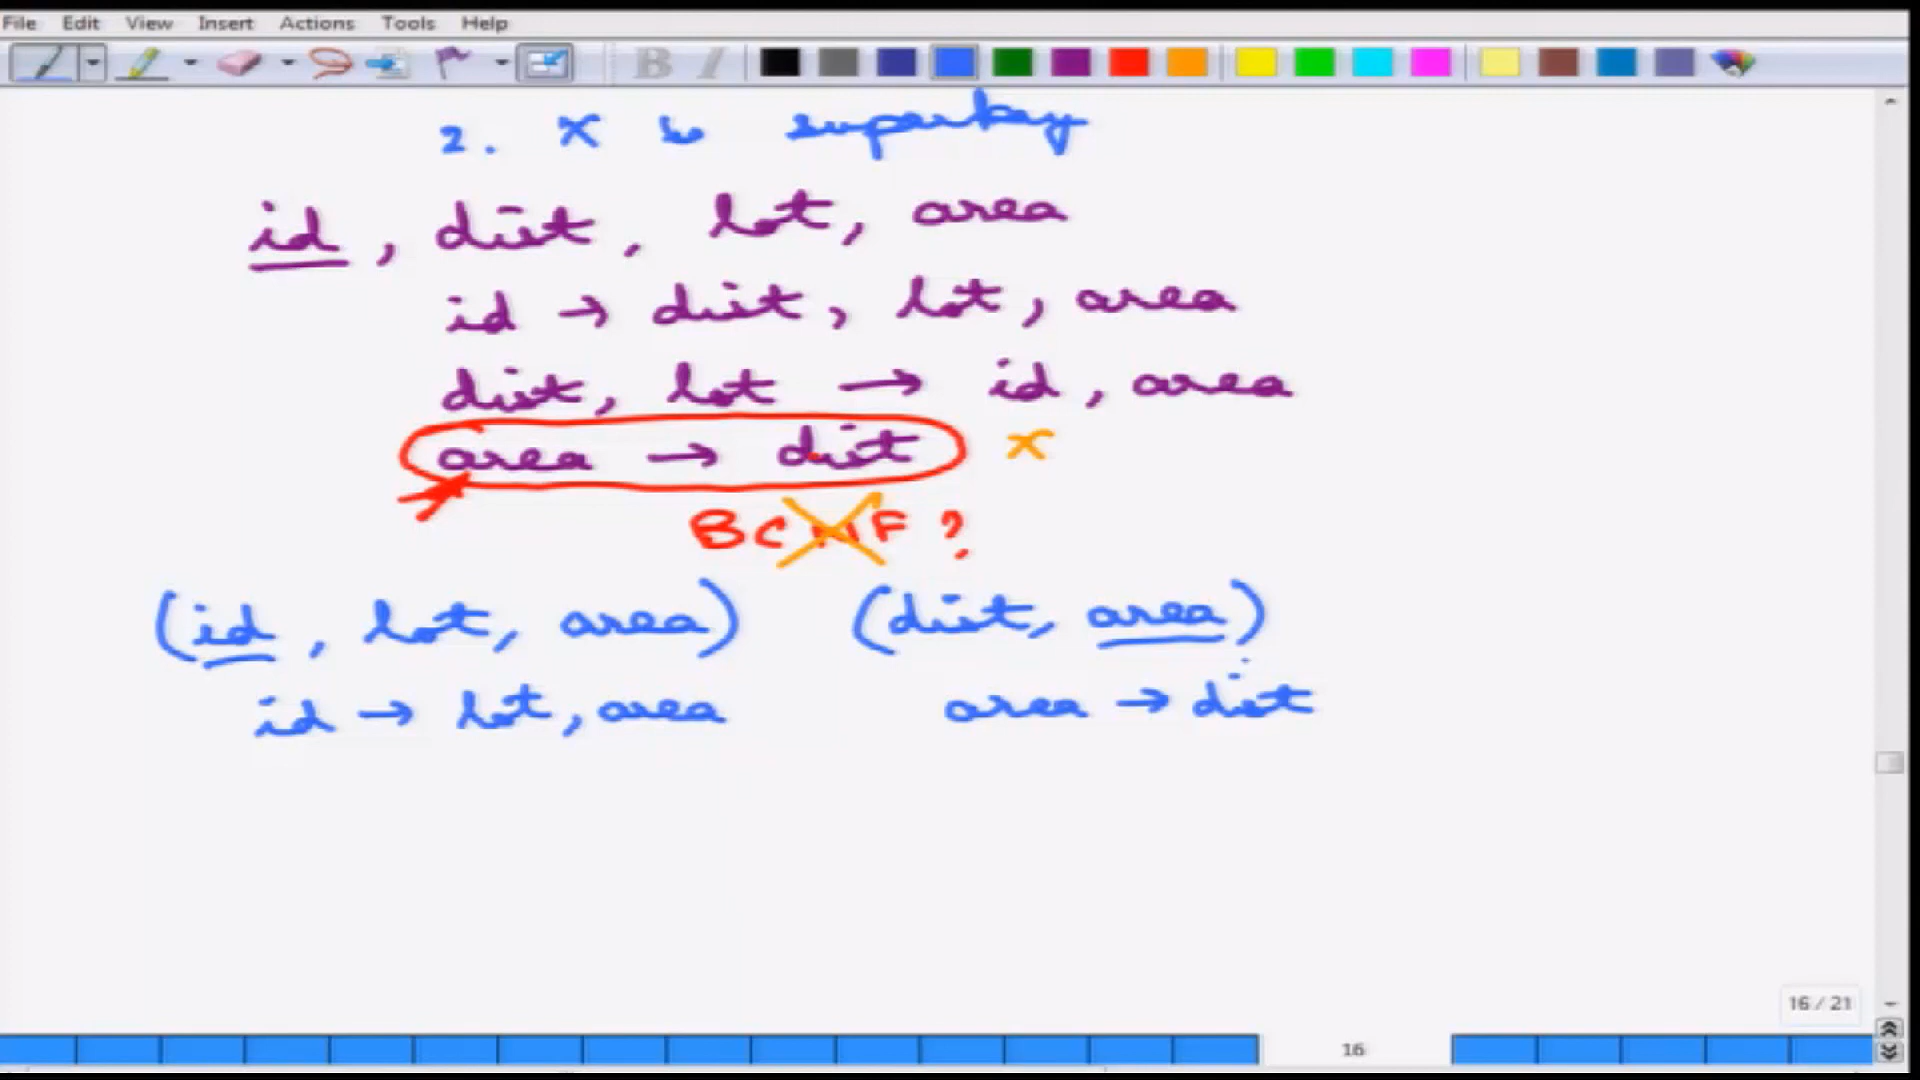 File Edit View Insert Actions Tools Help
B I
2. X is superkey
id, dist, lot, area
id → dist, lot, area
dist, lot → id, area
area → dist x
BCNF ?
(id, lot, area) (dist, area)
id → lot, area area → dist
16 / 21
16